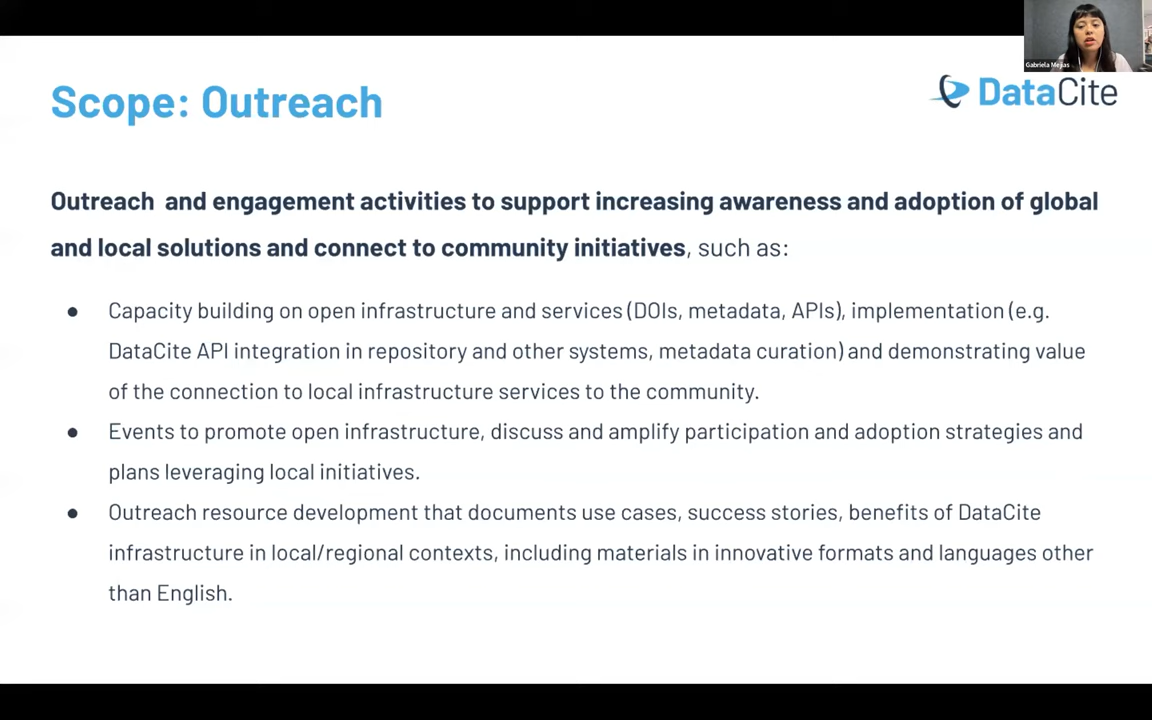 Gabriela Mejias
Scope: Outreach
DataCite
Outreach and engagement activities to support increasing awareness and adoption of global
and local solutions and connect to community initiatives, such as:
● Capacity building on open infrastructure and services (DOIs, metadata, APIs), implementation (e.g.
DataCite API integration in repository and other systems, metadata curation) and demonstrating value
of the connection to local infrastructure services to the community.
● Events to promote open infrastructure, discuss and amplify participation and adoption strategies and
plans leveraging local initiatives.
● Outreach resource development that documents use cases, success stories, benefits of DataCite
infrastructure in local/regional contexts, including materials in innovative formats and languages other
than English.